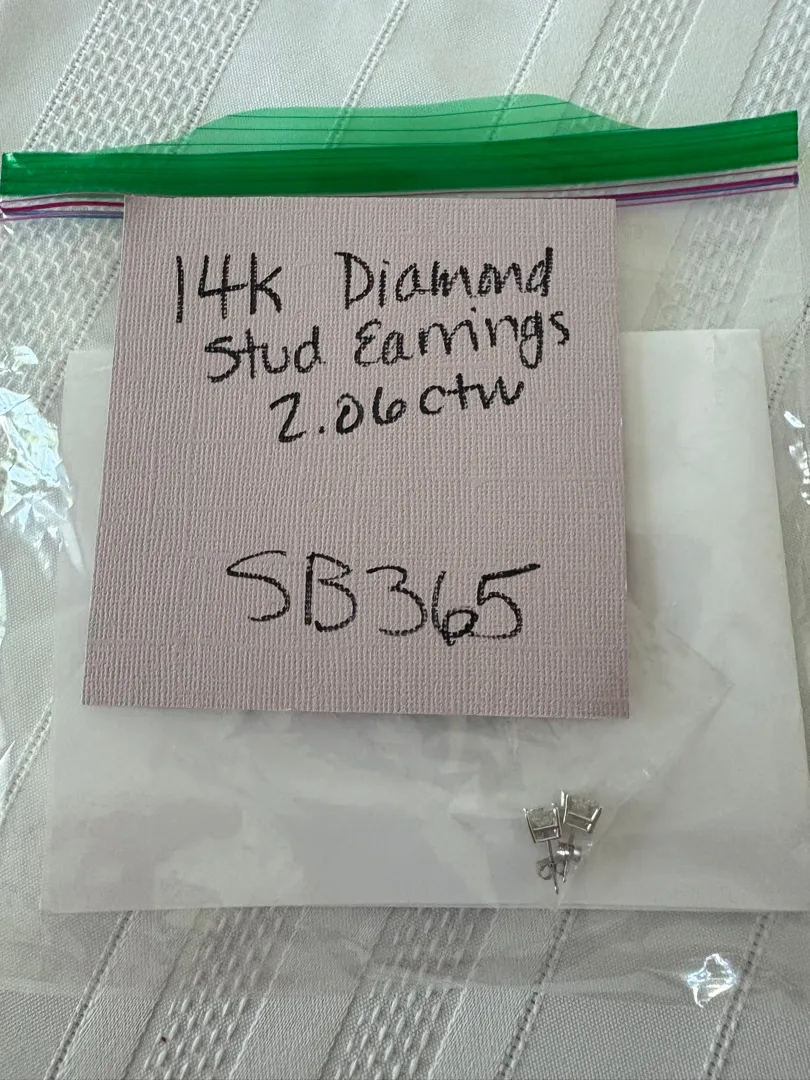 14k Diamond
Stud Earrings
2.06ctw
SB365